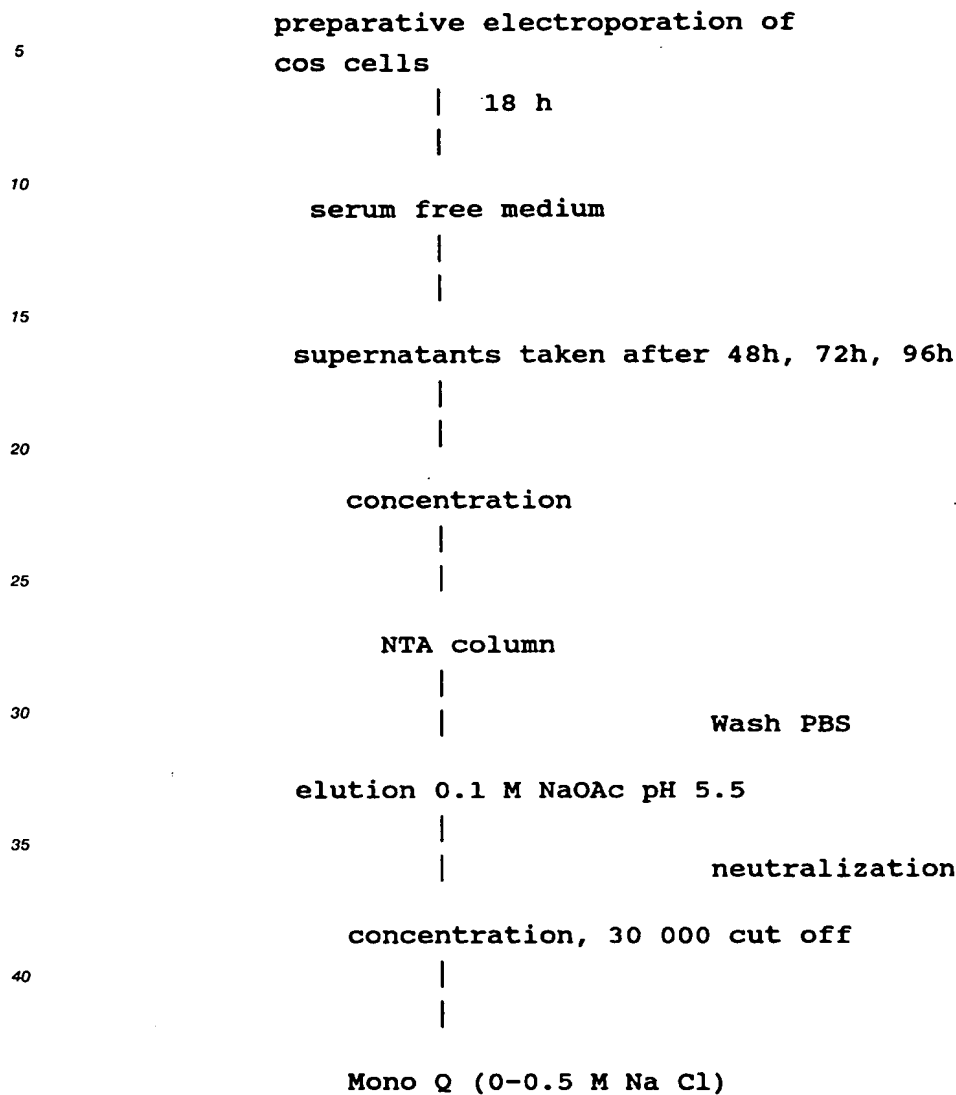 preparative electroporation of
5
cos cells
18 h
10
serum free medium
15
supernatants taken after 48h, 72h, 96h
20
concentration
25
NTA column
30
Wash PBS
elution 0.1 M NaOAc pH 5.5
35
neutralization
concentration, 30 000 cut off
40
Mono Q (0-0.5 M Na Cl)